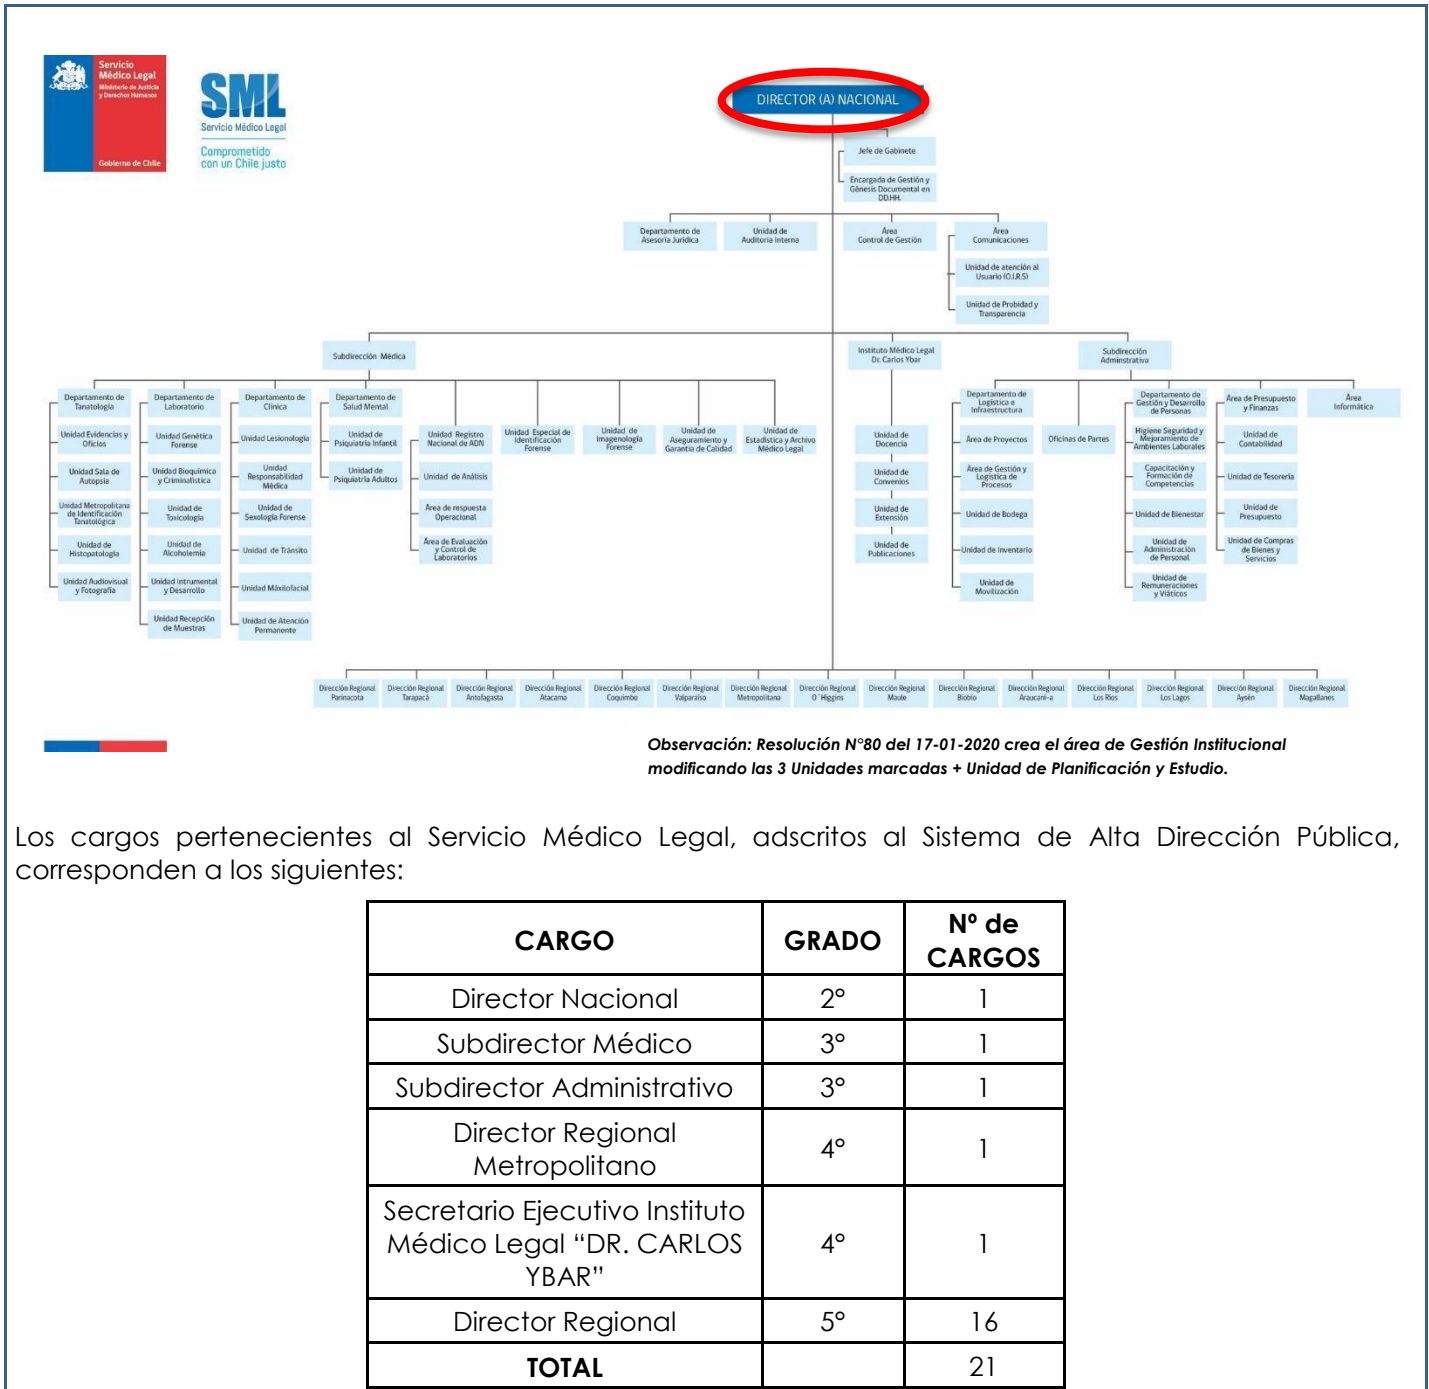 Servicio
Médico Legal
Ministerio de Justicia
y Derechos Humanos
Gobierno de Chile
SML
Servicio Médico Legal
Comprometido
con un Chile justo
DIRECTOR (A) NACIONAL
Jefe de Gabinete
Encargada de Gestión y
Génesis Documental en
DD.HH.
Departamento de
Asesoría Jurídica
Unidad de
Auditoría Interna
Área
Control de Gestión
Área
Comunicaciones
Unidad de atención al
Usuario (O.I.R.S)
Unidad de Probidad y
Transparencia
Subdirección Médica
Instituto Médico Legal
Dr. Carlos Ybar
Subdirección
Adminstrativa
Departamento de
Tanatología
Unidad Evidencias y
Oficios
Unidad Sala de
Autopsia
Unidad Metropolitana
de Identificación
Tanatológica
Unidad de
Histopatología
Unidad Audiovisual
y Fotografía
Departamento de
Laboratorio
Unidad Genética
Forense
Unidad Bioquímica
y Criminalística
Unidad de
Toxicología
Unidad de
Alcoholemia
Unidad Intrumental
y Desarrollo
Unidad Recepción
de Muestras
Departamento de
Clínica
Unidad Lesionología
Unidad
Responsabilidad
Médica
Unidad de
Sexología Forense
Unidad de Tránsito
Unidad Máxilofacial
Unidad de Atención
Permanente
Departamento de
Salud Mental
Unidad de
Psiquiatría Infantil
Unidad de
Psiquiatría Adultos
Unidad Registro
Nacional de ADN
Unidad de Análisis
Área de respuesta
Operacional
Área de Evaluación
y Control de
Laboratorios
Unidad Especial de
Identificación
Forense
Unidad de
Imagenología
Forense
Unidad de
Aseguramiento y
Garantía de Calidad
Unidad de
Estadística y Archivo
Médico Legal
Unidad de
Docencia
Unidad de
Convenios
Unidad de
Extensión
Unidad de
Publicaciones
Departamento de
Logística e
Infraestructura
Área de Proyectos
Área de Gestión y
Logística de
Procesos
Unidad de Bodega
Unidad de Inventario
Unidad de
Movilización
Oficinas de Partes
Departamento de
Gestión y Desarrollo
de Personas
Higiene Seguridad y
Mejoramiento de
Ambientes Laborales
Capacitación y
Formación de
Competencias
Unidad de Bienestar
Unidad de
Administración
de Personal
Unidad de
Remuneraciones
y Viáticos
Área de Presupuesto
y Finanzas
Unidad de
Contabilidad
Unidad de Tesorería
Unidad de
Presupuesto
Unidad de Compras
de Bienes y
Servicios
Área
Informática
Dirección Regional
Parinacota
Dirección Regional
Tarapacá
Dirección Regional
Antofagasta
Dirección Regional
Atacama
Dirección Regional
Coquimbo
Dirección Regional
Valparaíso
Dirección Regional
Metropolitana
Dirección Regional
O´Higgins
Dirección Regional
Maule
Dirección Regional
Biobío
Dirección Regional
Araucaní-a
Dirección Regional
Los Ríos
Dirección Regional
Los Lagos
Dirección Regional
Aysén
Dirección Regional
Magallanes
Observación: Resolución N°80 del 17-01-2020 crea el área de Gestión Institucional
modificando las 3 Unidades marcadas + Unidad de Planificación y Estudio.
Los cargos pertenecientes al Servicio Médico Legal, adscritos al Sistema de Alta Dirección Pública,
corresponden a los siguientes:
CARGO GRADO Nº de
CARGOS
Director Nacional 2° 1
Subdirector Médico 3° 1
Subdirector Administrativo 3° 1
Director Regional
Metropolitano 4° 1
Secretario Ejecutivo Instituto
Médico Legal “DR. CARLOS
YBAR” 4° 1
Director Regional 5° 16
TOTAL 21